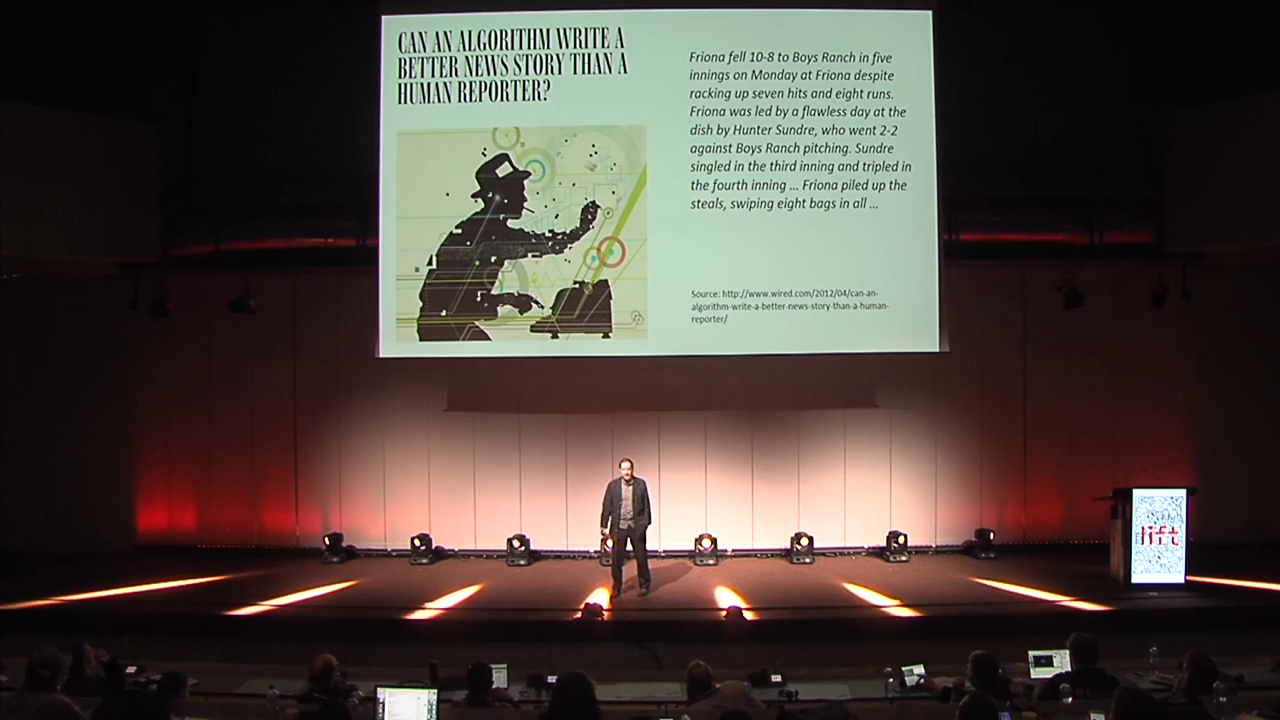 CAN AN ALGORITHM WRITE A
BETTER NEWS STORY THAN A
HUMAN REPORTER?
Friona fell 10-8 to Boys Ranch in five
innings on Monday at Friona despite
racking up seven hits and eight runs.
Friona was led by a flawless day at the
dish by Hunter Sundre, who went 2-2
against Boys Ranch pitching. Sundre
singled in the third inning and tripled in
the fourth inning ... Friona piled up the
steals, swiping eight bags in all ...
Source: http://www.wired.com/2012/04/can-an-
algorithm-write-a-better-news-story-than-a-human-
reporter/
lift